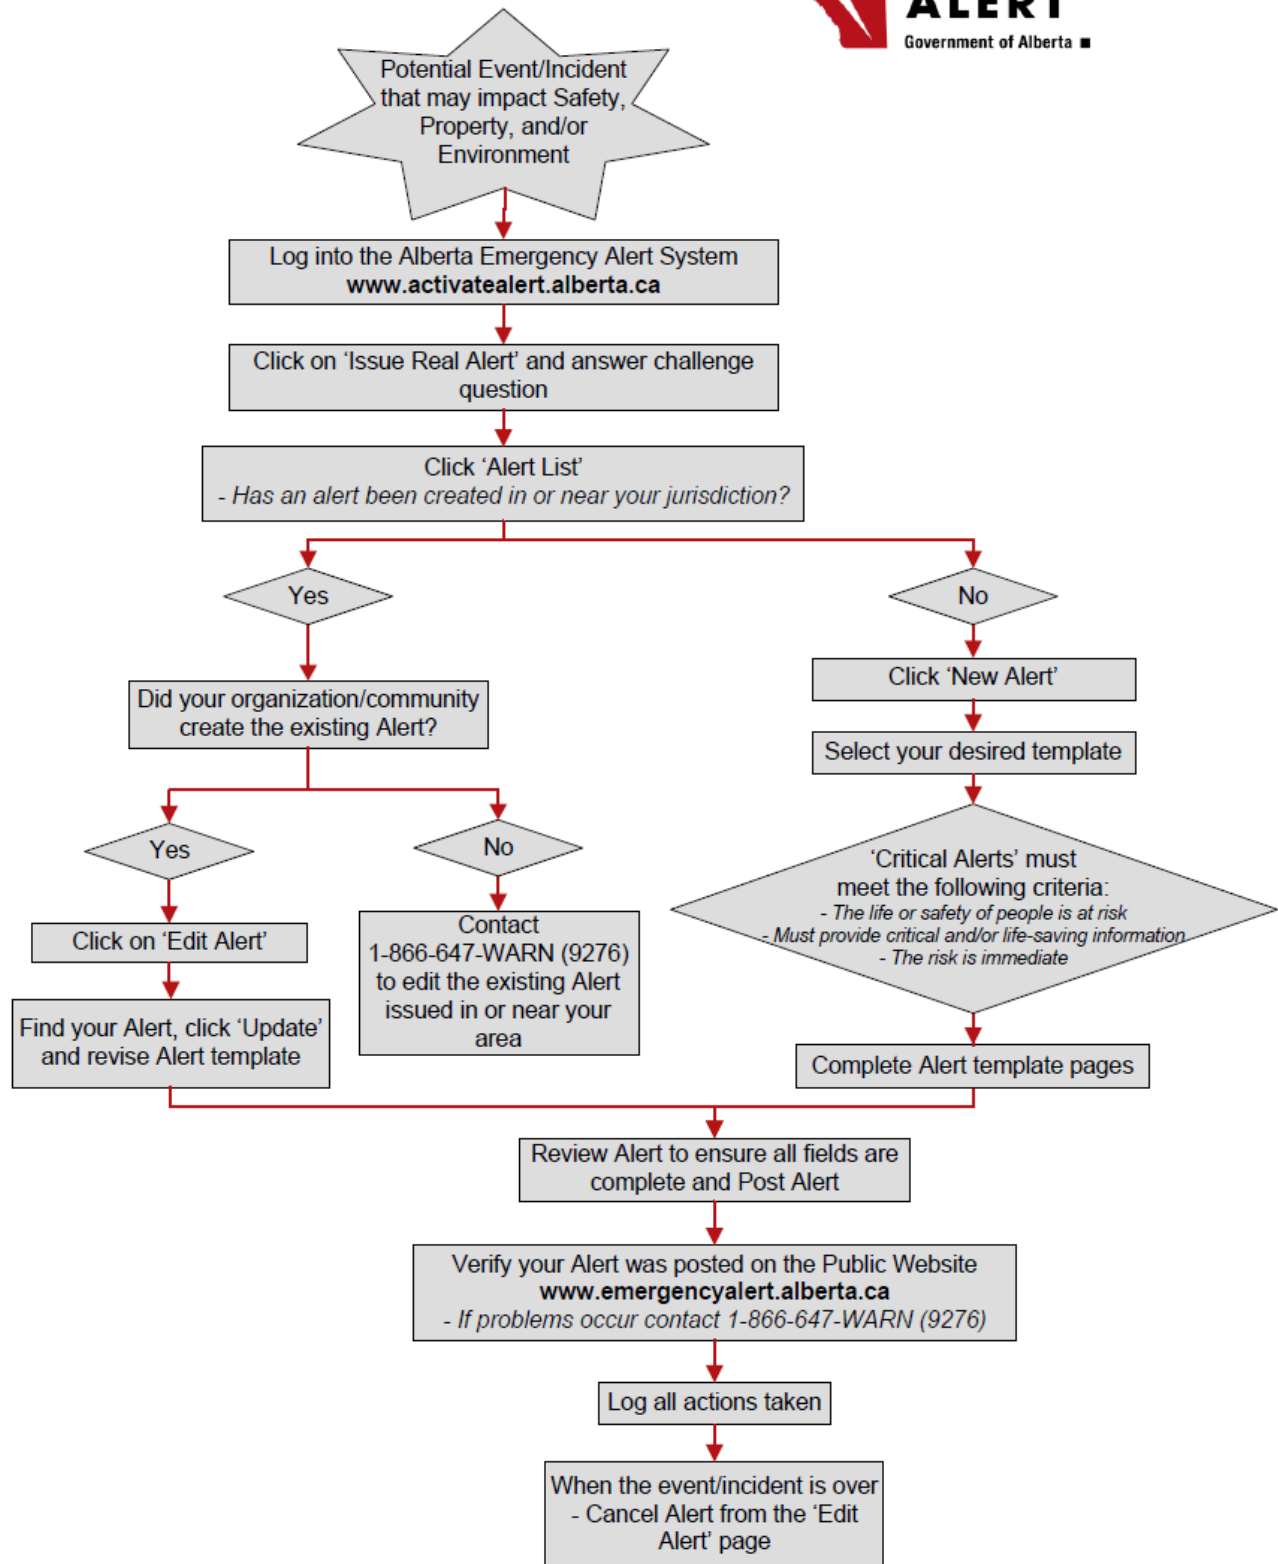 ALERT
Government of Alberta
Potential Event/Incident
that may impact Safety,
Property, and/or
Environment
Log into the Alberta Emergency Alert System
www.activatealert.alberta.ca
Click on ‘Issue Real Alert’ and answer challenge
question
Click ‘Alert List’
- Has an alert been created in or near your jurisdiction?
Yes
No
Did your organization/community
create the existing Alert?
Click ‘New Alert’
Select your desired template
Yes
No
‘Critical Alerts’ must
meet the following criteria:
- The life or safety of people is at risk
- Must provide critical and/or life-saving information
- The risk is immediate
Click on ‘Edit Alert’
Contact
1-866-647-WARN (9276)
to edit the existing Alert
issued in or near your
area
Find your Alert, click ‘Update’
and revise Alert template
Complete Alert template pages
Review Alert to ensure all fields are
complete and Post Alert
Verify your Alert was posted on the Public Website
www.emergencyalert.alberta.ca
- If problems occur contact 1-866-647-WARN (9276)
Log all actions taken
When the event/incident is over
- Cancel Alert from the ‘Edit
Alert’ page